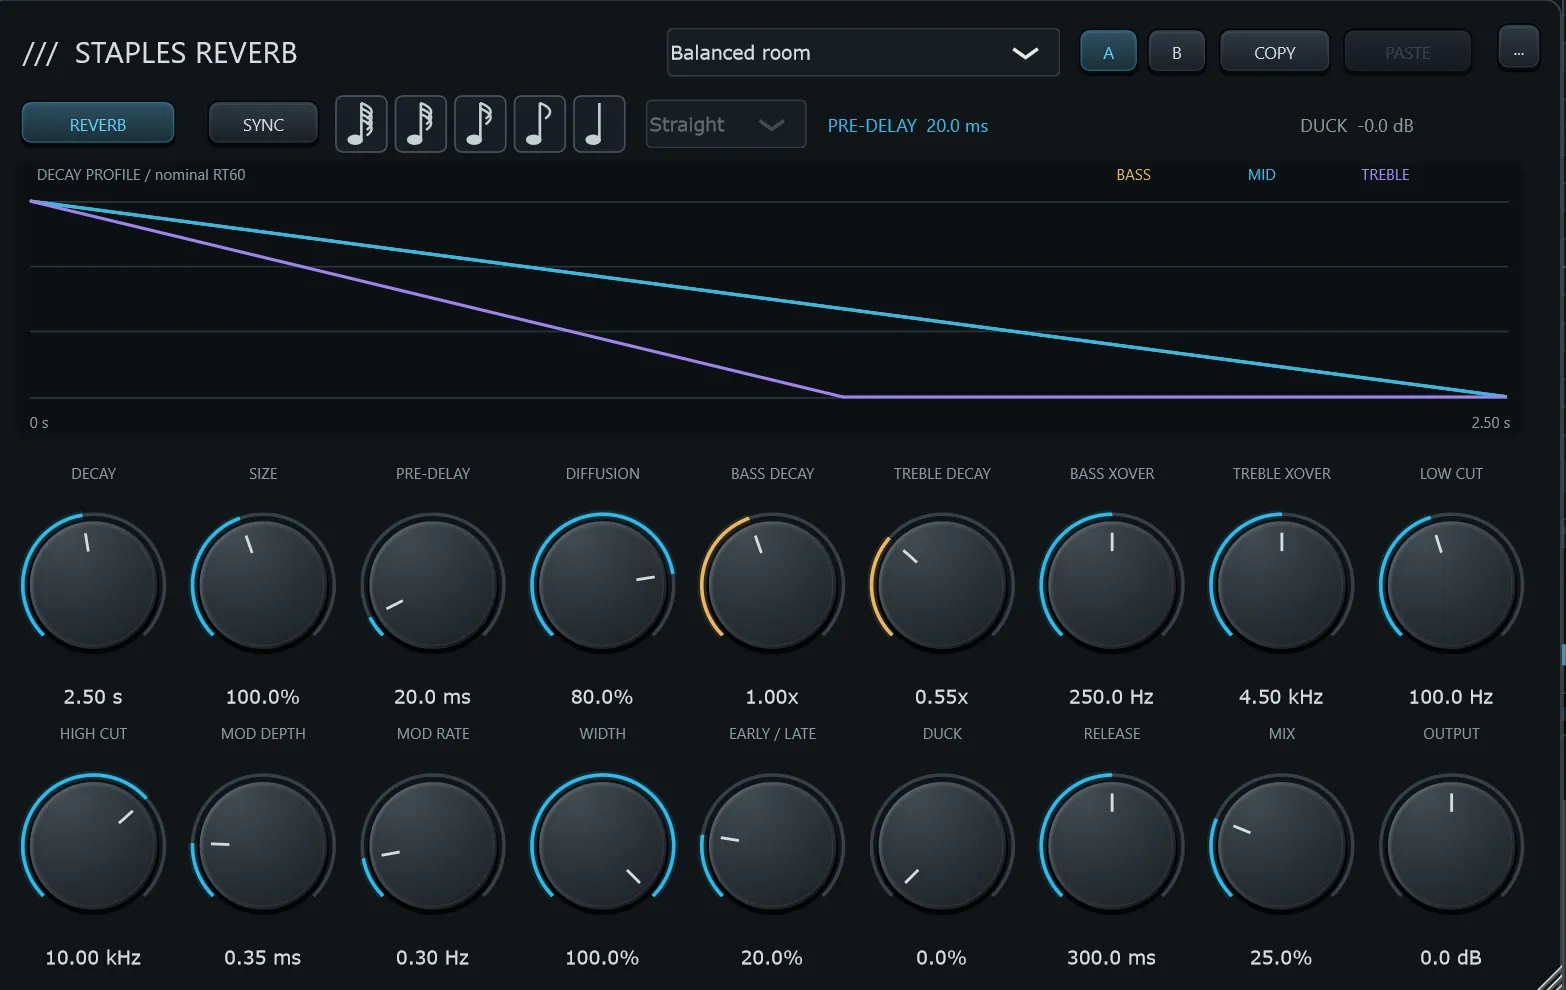 /// STAPLES REVERB
Balanced room
A
B
COPY
PASTE
...
REVERB
SYNC
Straight
PRE-DELAY 20.0 ms
DUCK -0.0 dB
DECAY PROFILE / nominal RT60
BASS
MID
TREBLE
0 s
2.50 s
DECAY
SIZE
PRE-DELAY
DIFFUSION
BASS DECAY
TREBLE DECAY
BASS XOVER
TREBLE XOVER
LOW CUT
2.50 s
100.0%
20.0 ms
80.0%
1.00x
0.55x
250.0 Hz
4.50 kHz
100.0 Hz
HIGH CUT
MOD DEPTH
MOD RATE
WIDTH
EARLY / LATE
DUCK
RELEASE
MIX
OUTPUT
10.00 kHz
0.35 ms
0.30 Hz
100.0%
20.0%
0.0%
300.0 ms
25.0%
0.0 dB